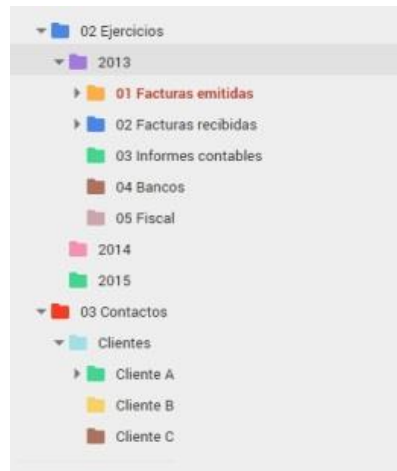 02 Ejercicios
2013
01 Facturas emitidas
02 Facturas recibidas
03 Informes contables
04 Bancos
05 Fiscal
2014
2015
03 Contactos
Clientes
Cliente A
Cliente B
Cliente C